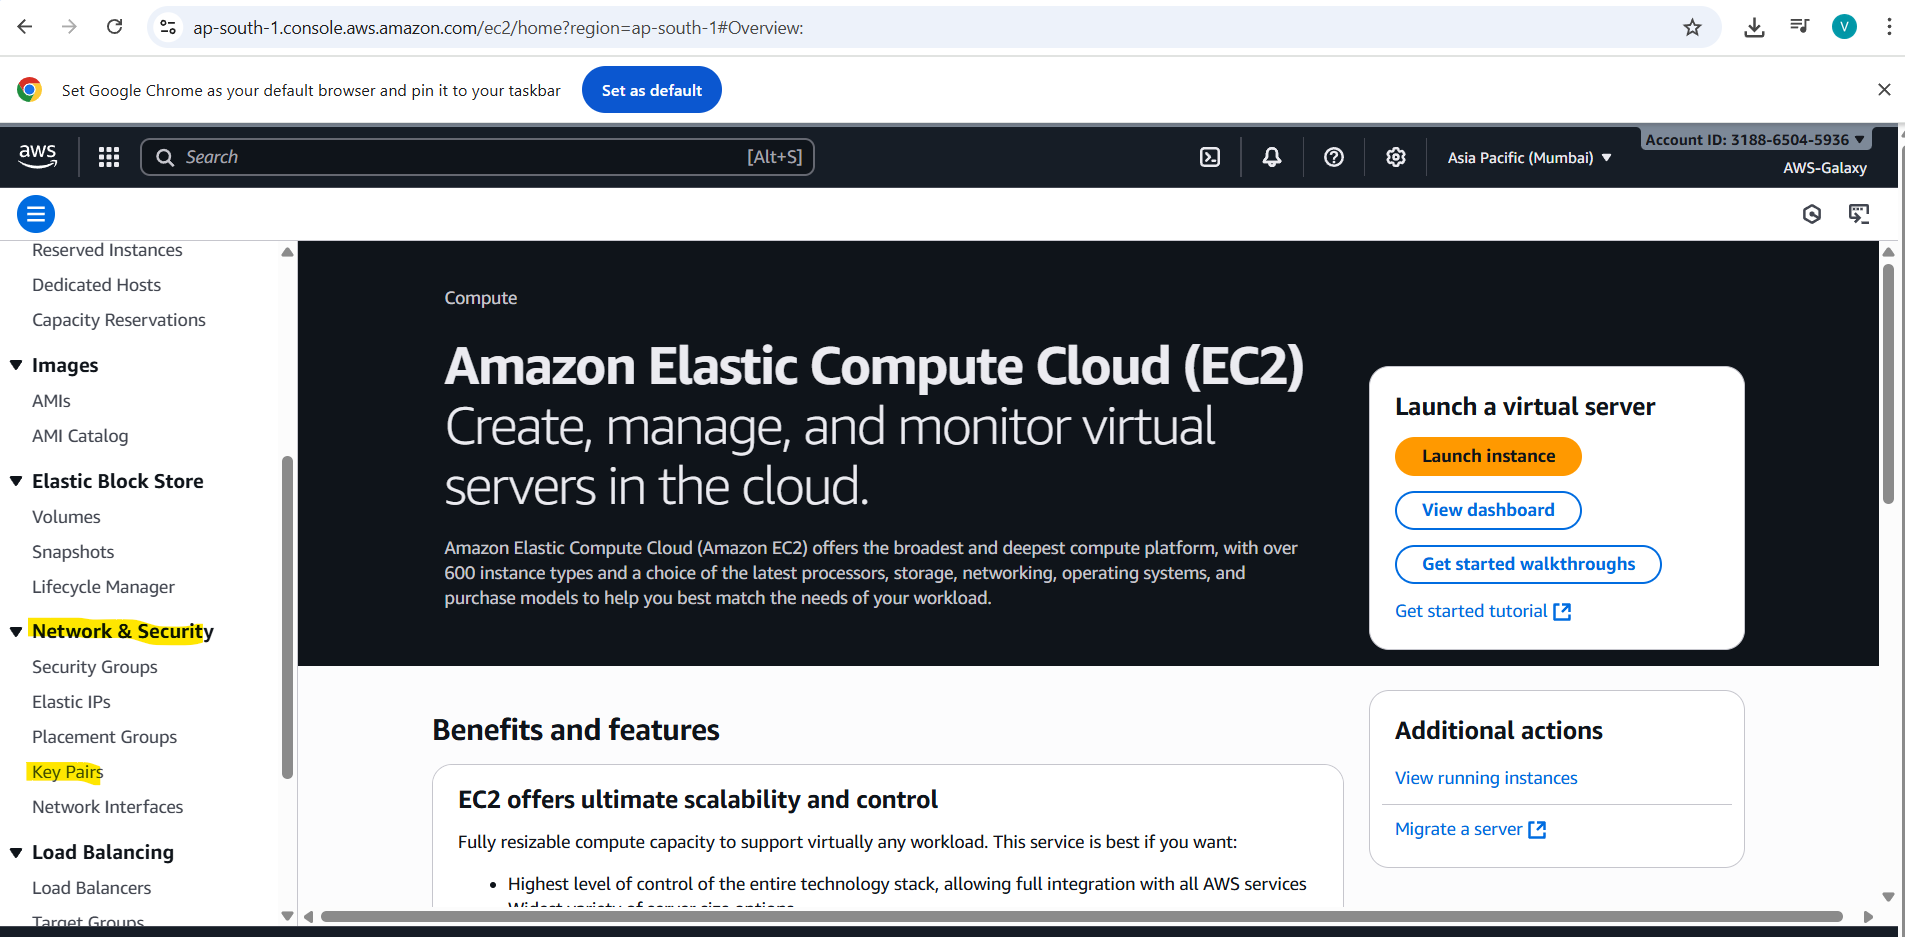 ap-south-1.console.aws.amazon.com/ec2/home?region=ap-south-1#Overview:
V
Set Google Chrome as your default browser and pin it to your taskbar
Set as default
aws
Search
[Alt+S]
Asia Pacific (Mumbai)
Account ID: 3188-6504-5936
AWS-Galaxy
Reserved Instances
Dedicated Hosts
Capacity Reservations
Images
AMIs
AMI Catalog
Elastic Block Store
Volumes
Snapshots
Lifecycle Manager
Network & Security
Security Groups
Elastic IPs
Placement Groups
Key Pairs
Network Interfaces
Load Balancing
Load Balancers
Target Groups
Compute
Amazon Elastic Compute Cloud (EC2)
Create, manage, and monitor virtual
servers in the cloud.
Amazon Elastic Compute Cloud (Amazon EC2) offers the broadest and deepest compute platform, with over
600 instance types and a choice of the latest processors, storage, networking, operating systems, and
purchase models to help you best match the needs of your workload.
Launch a virtual server
Launch instance
View dashboard
Get started walkthroughs
Get started tutorial
Benefits and features
EC2 offers ultimate scalability and control
Fully resizable compute capacity to support virtually any workload. This service is best if you want:
• Highest level of control of the entire technology stack, allowing full integration with all AWS services
Widest variety of server size options
Additional actions
View running instances
Migrate a server